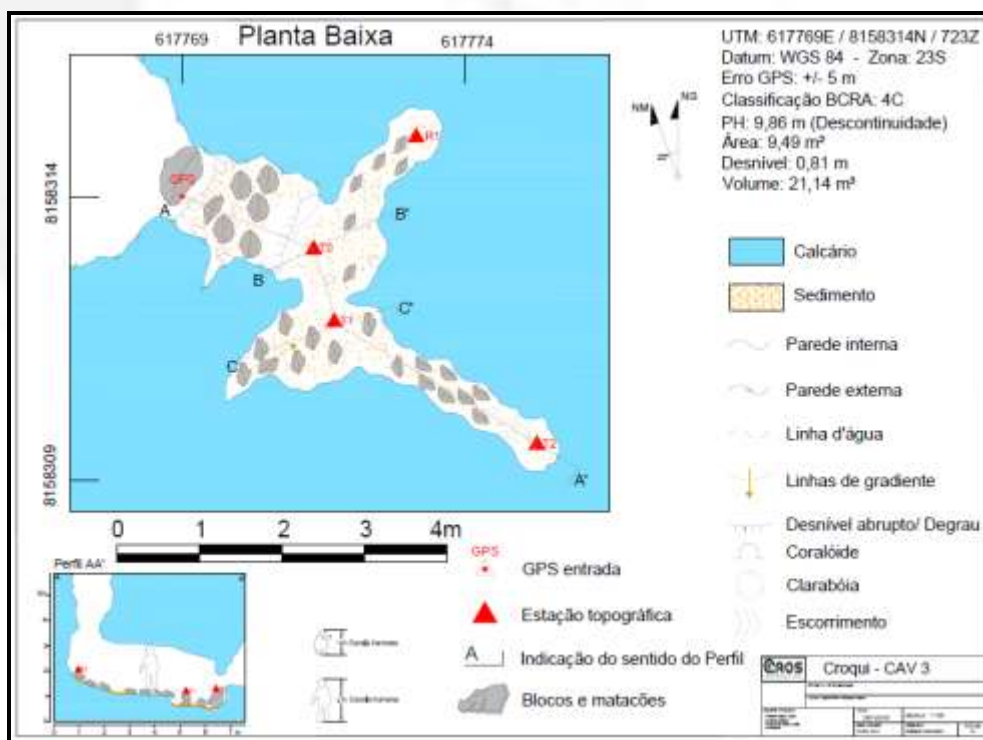 Planta Baixa
617769
617774
8158314
8158309
GPS
A
R1
B'
T0
B
C'
T1
C
T2
A'
UTM: 617769E / 8158314N / 723Z
Datum: WGS 84 - Zona: 23S
Erro GPS: +/- 5 m
Classificação BCRA: 4C
PH: 9,86 m (Descontinuidade)
Área: 9,49 m²
Desnível: 0,81 m
Volume: 21,14 m³
NM
NG
Calcário
Sedimento
Parede interna
Parede externa
Linha d'água
Linhas de gradiente
Desnível abrupto/ Degrau
Coralóide
Clarabóia
Escorrimento
0 1 2 3 4m
Perfil AA'
GPS
GPS entrada
Estação topográfica
A
Indicação do sentido do Perfil
Blocos e matacões
CROS
Croqui - CAV 3